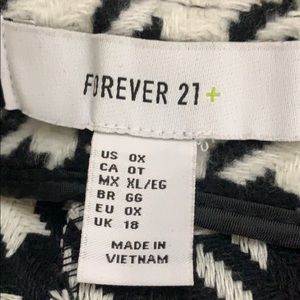 FOREVER 21+
US 0X
CA 0T
MX XL/EG
BR GG
EU 0X
UK 18
MADE IN
VIETNAM